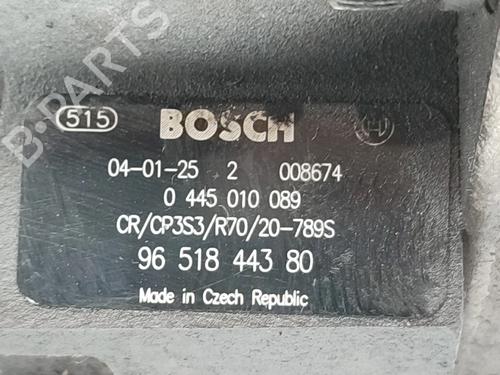 B-PARTS
515 BOSCH H
04-01-25 2 008674
0 445 010 089
CR/CP3S3/R70/20-789S
96 518 443 80
Made in Czech Republic